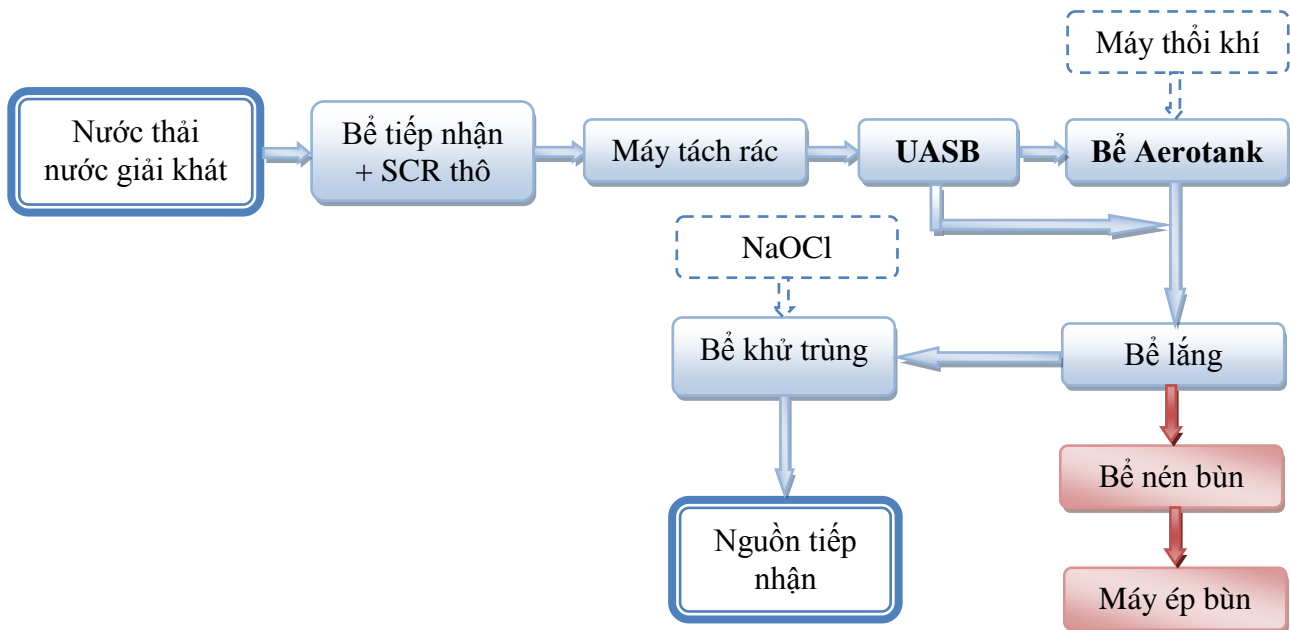 Máy thổi khí
Nước thải
nước giải khát
Bể tiếp nhận
+ SCR thô
Máy tách rác
UASB
Bể Aerotank
NaOCl
Bể khử trùng
Bể lắng
Bể nén bùn
Nguồn tiếp
nhận
Máy ép bùn